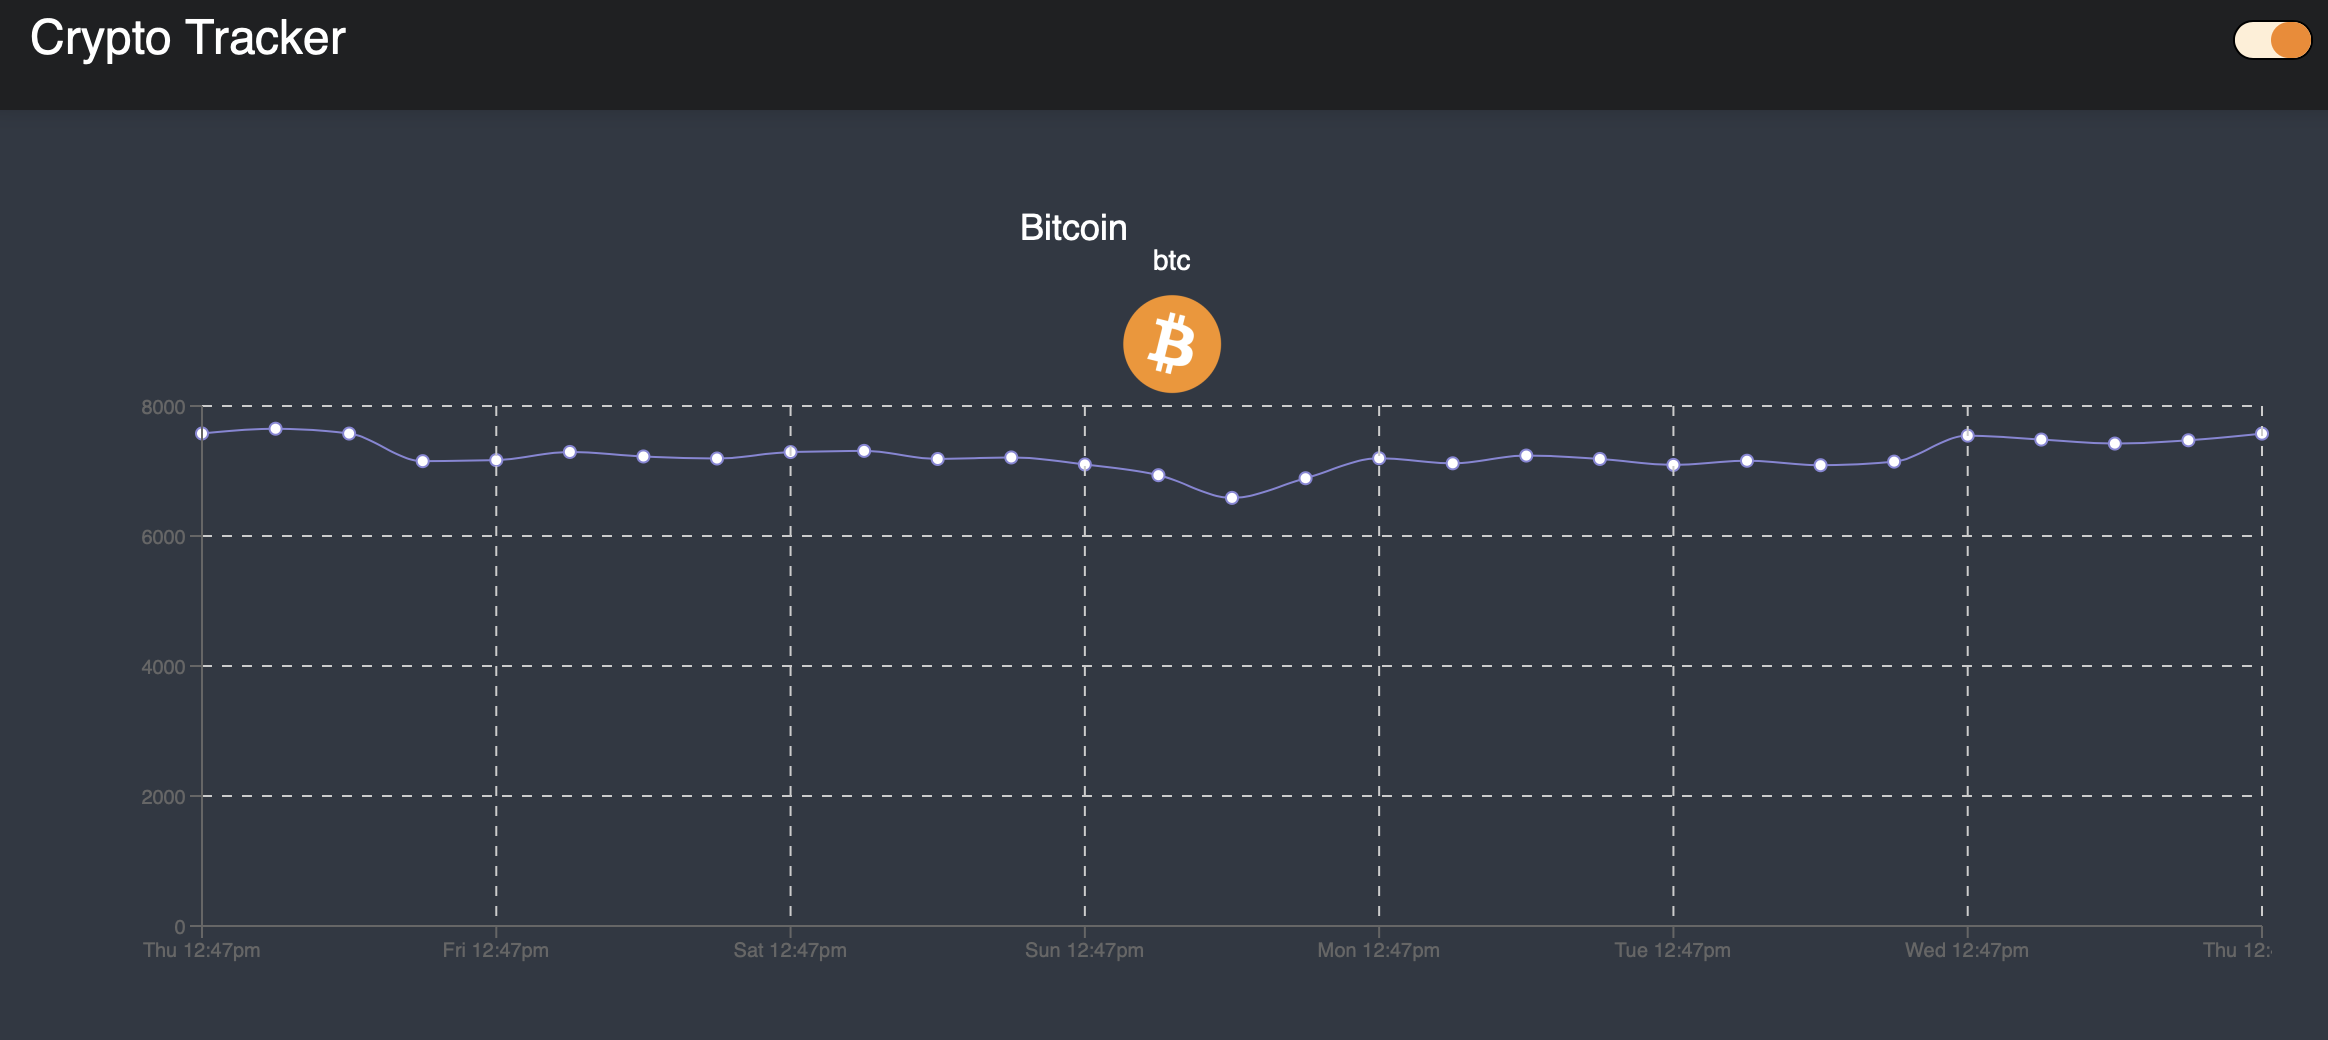 Crypto Tracker
Bitcoin
btc
8000
6000
4000
2000
0
Thu 12:47pm Fri 12:47pm Sat 12:47pm Sun 12:47pm Mon 12:47pm Tue 12:47pm Wed 12:47pm Thu 12: